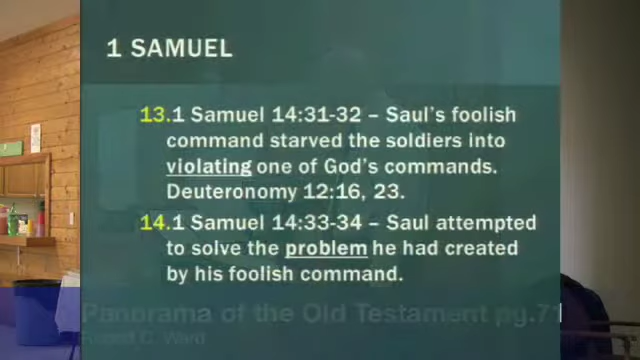 1 SAMUEL
13.1 Samuel 14:31-32 – Saul's foolish
command starved the soldiers into
violating one of God's commands.
Deuteronomy 12:16, 23.
14.1 Samuel 14:33-34 – Saul attempted
to solve the problem he had created
by his foolish command.
Panorama of the Old Testament pg.71